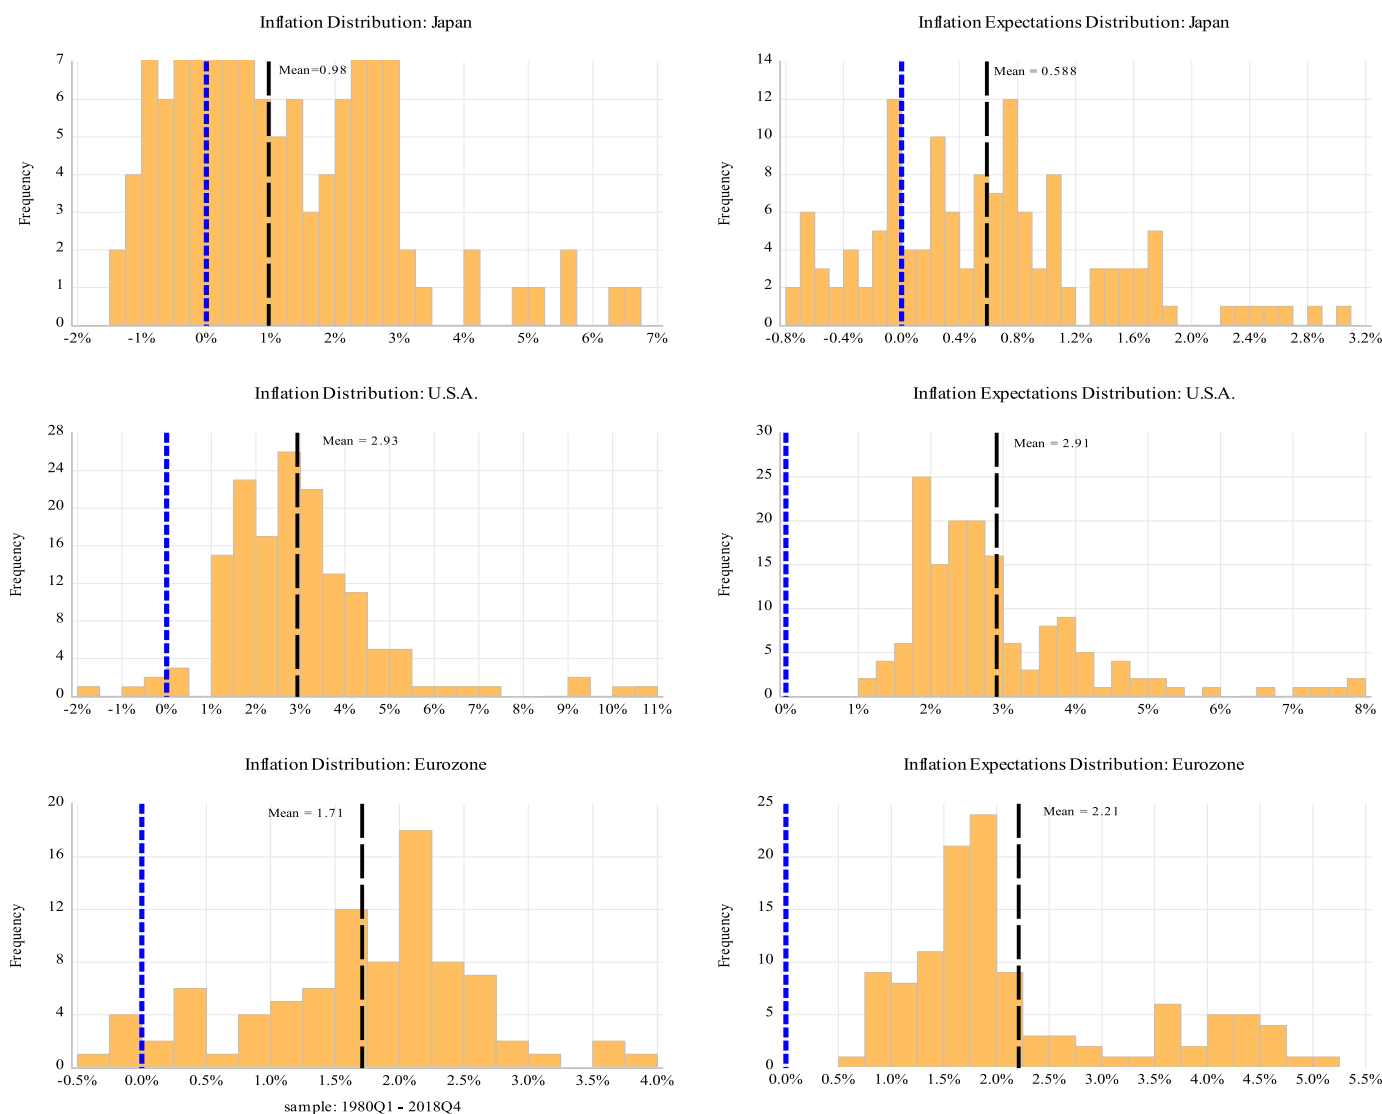 Inflation Distribution: Japan
Mean=0.98
Frequency
7
6
5
4
3
2
1
0
-2% -1% 0% 1% 2% 3% 4% 5% 6% 7%
Inflation Expectations Distribution: Japan
Mean = 0.588
Frequency
14
12
10
8
6
4
2
0
-0.8% -0.4% 0.0% 0.4% 0.8% 1.2% 1.6% 2.0% 2.4% 2.8% 3.2%
Inflation Distribution: U.S.A.
Mean = 2.93
Frequency
28
24
20
16
12
8
4
0
-2% -1% 0% 1% 2% 3% 4% 5% 6% 7% 8% 9% 10% 11%
Inflation Expectations Distribution: U.S.A.
Mean = 2.91
Frequency
30
25
20
15
10
5
0
0% 1% 2% 3% 4% 5% 6% 7% 8%
Inflation Distribution: Eurozone
Mean = 1.71
Frequency
20
16
12
8
4
0
-0.5% 0.0% 0.5% 1.0% 1.5% 2.0% 2.5% 3.0% 3.5% 4.0%
sample: 1980Q1 - 2018Q4
Inflation Expectations Distribution: Eurozone
Mean = 2.21
Frequency
25
20
15
10
5
0
0.0% 0.5% 1.0% 1.5% 2.0% 2.5% 3.0% 3.5% 4.0% 4.5% 5.0% 5.5%